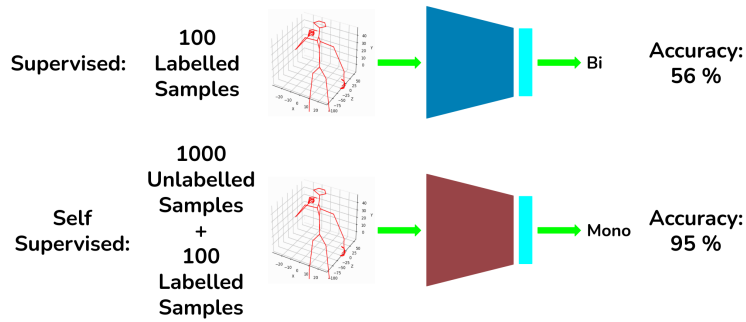 Supervised:
100
Labelled
Samples
Bi
Accuracy:
56 %
Self
Supervised:
1000
Unlabelled
Samples
+
100
Labelled
Samples
Mono
Accuracy:
95 %